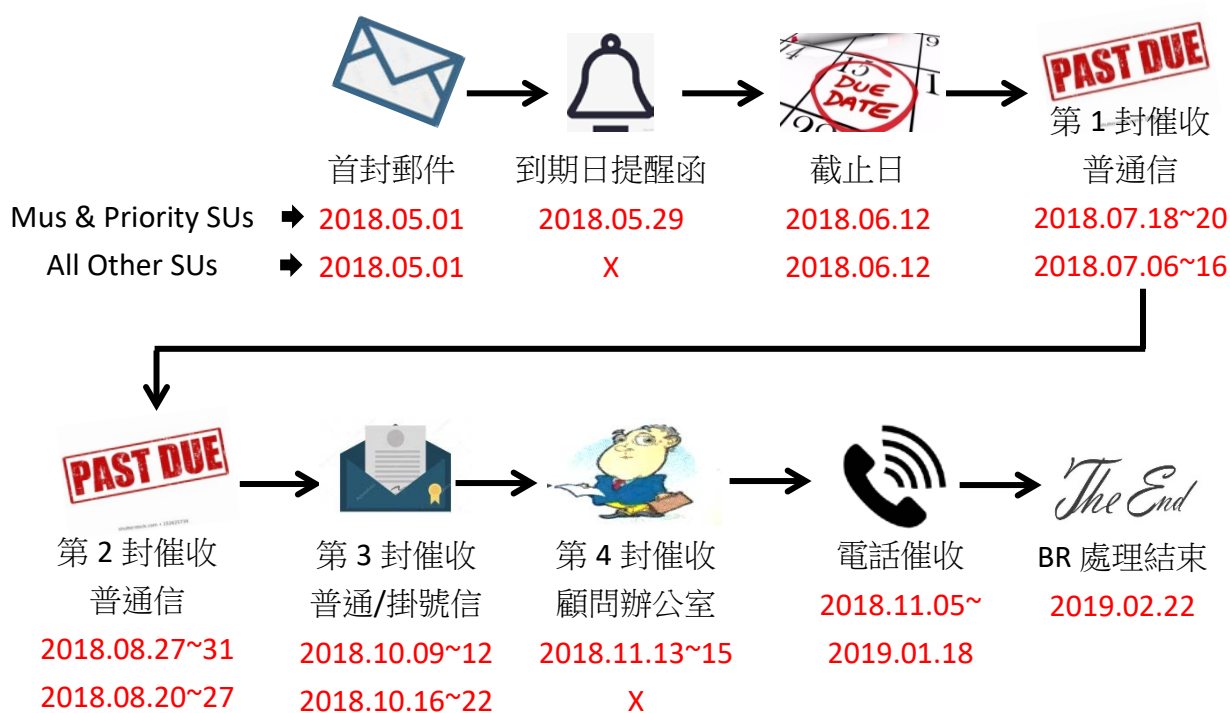 PAST DUE
14
15
9
1
DUE
DATE
首封郵件
到期日提醒函
截止日
第 1 封催收
普通信
Mus & Priority SUs
2018.05.01
2018.05.29
2018.06.12
2018.07.18~20
All Other SUs
2018.05.01
X
2018.06.12
2018.07.06~16
PAST DUE
The End
第 2 封催收
普通信
2018.08.27~31
2018.08.20~27
第 3 封催收
普通/掛號信
2018.10.09~12
2018.10.16~22
第 4 封催收
顧問辦公室
2018.11.13~15
X
電話催收
2018.11.05~
2019.01.18
BR 處理結束
2019.02.22